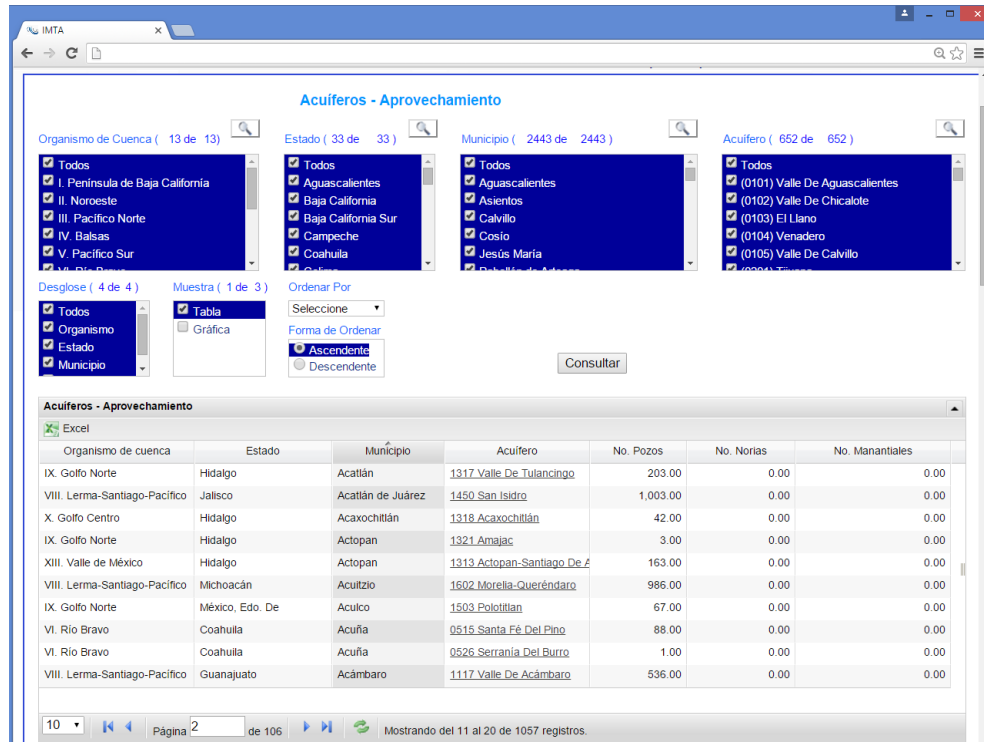 IMTA
Acuíferos - Aprovechamiento
Organismo de Cuenca ( 13 de 13)
Estado ( 33 de 33 )
Municipio ( 2443 de 2443 )
Acuífero ( 652 de 652 )
Todos
I. Península de Baja California
II. Noroeste
III. Pacífico Norte
IV. Balsas
V. Pacífico Sur
VI. Río Bravo
Todos
Aguascalientes
Baja California
Baja California Sur
Campeche
Coahuila
Colima
Todos
Aguascalientes
Asientos
Calvillo
Cosío
Jesús María
Pabellón de Arteaga
Todos
(0101) Valle De Aguascalientes
(0102) Valle De Chicalote
(0103) El Llano
(0104) Venadero
(0105) Valle De Calvillo
(0201) Tijuana
Desglose ( 4 de 4 )
Muestra ( 1 de 3 )
Ordenar Por
Todos
Organismo
Estado
Municipio
Tabla
Gráfica
Seleccione
Forma de Ordenar
Ascendente
Descendente
Consultar
Acuíferos - Aprovechamiento
Excel
Organismo de cuenca Estado Municipio Acuífero No. Pozos No. Norias No. Manantiales
IX. Golfo Norte Hidalgo Acatlán 1317 Valle De Tulancingo 203.00 0.00 0.00
VIII. Lerma-Santiago-Pacífico Jalisco Acatlán de Juárez 1450 San Isidro 1,003.00 0.00 0.00
X. Golfo Centro Hidalgo Acaxochitlán 1318 Acaxochitlán 42.00 0.00 0.00
IX. Golfo Norte Hidalgo Actopan 1321 Amajac 3.00 0.00 0.00
XIII. Valle de México Hidalgo Actopan 1313 Actopan-Santiago De A 163.00 0.00 0.00
VIII. Lerma-Santiago-Pacífico Michoacán Acuitzio 1602 Morelia-Queréndaro 986.00 0.00 0.00
IX. Golfo Norte México, Edo. De Aculco 1503 Polotitlan 67.00 0.00 0.00
VI. Río Bravo Coahuila Acuña 0515 Santa Fé Del Pino 88.00 0.00 0.00
VI. Río Bravo Coahuila Acuña 0526 Serranía Del Burro 1.00 0.00 0.00
VIII. Lerma-Santiago-Pacífico Guanajuato Acámbaro 1117 Valle De Acámbaro 536.00 0.00 0.00
10 Página 2 de 106 Mostrando del 11 al 20 de 1057 registros.